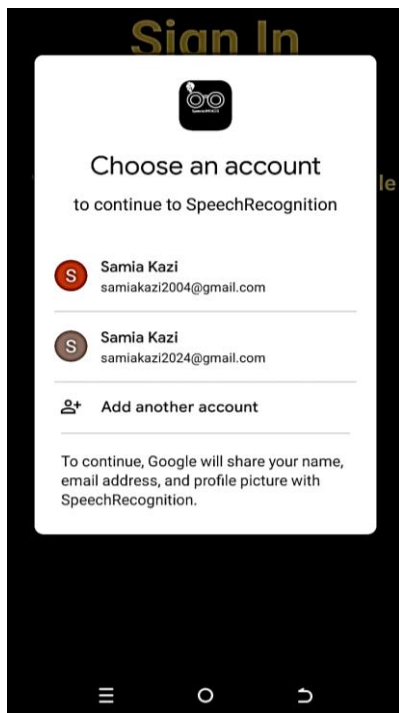 Sign In
le
Choose an account
to continue to SpeechRecognition
S
Samia Kazi
samiakazi2004@gmail.com
S
Samia Kazi
samiakazi2024@gmail.com
Add another account
To continue, Google will share your name,
email address, and profile picture with
SpeechRecognition.